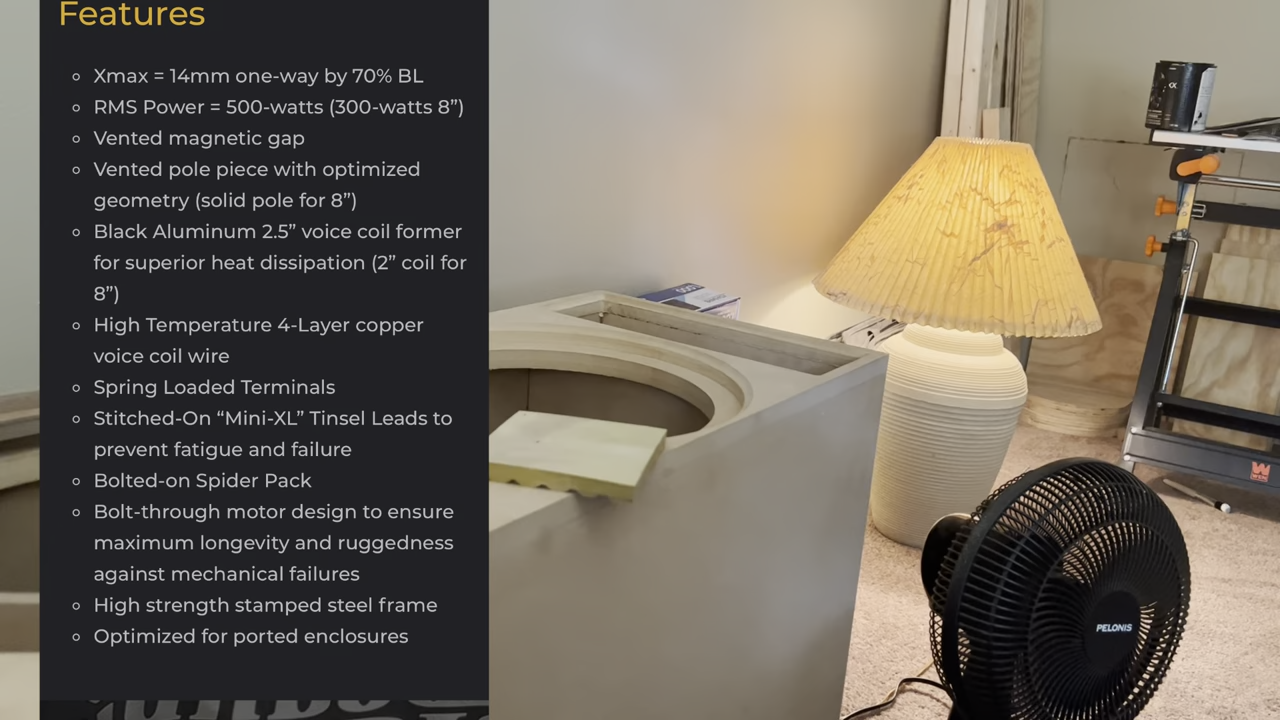 Features
Xmax = 14mm one-way by 70% BL
RMS Power = 500-watts (300-watts 8”)
Vented magnetic gap
Vented pole piece with optimized
geometry (solid pole for 8”)
Black Aluminum 2.5” voice coil former
for superior heat dissipation (2” coil for
8”)
High Temperature 4-Layer copper
voice coil wire
Spring Loaded Terminals
Stitched-On “Mini-XL” Tinsel Leads to
prevent fatigue and failure
Bolted-on Spider Pack
Bolt-through motor design to ensure
maximum longevity and ruggedness
against mechanical failures
High strength stamped steel frame
Optimized for ported enclosures
PELONIS